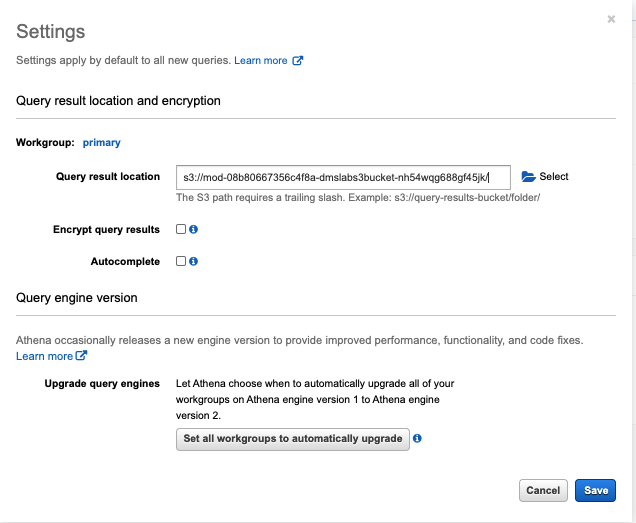 Settings
Settings apply by default to all new queries. Learn more
Query result location and encryption
Workgroup: primary
Query result location s3://mod-08b80667356c4f8a-dmslabs3bucket-nh54wqg688gf45jk/ Select
The S3 path requires a trailing slash. Example: s3://query-results-bucket/folder/
Encrypt query results
Autocomplete
Query engine version
Athena occasionally releases a new engine version to provide improved performance, functionality, and code fixes.
Learn more
Upgrade query engines Let Athena choose when to automatically upgrade all of your
workgroups on Athena engine version 1 to Athena engine
version 2.
Set all workgroups to automatically upgrade
Cancel Save